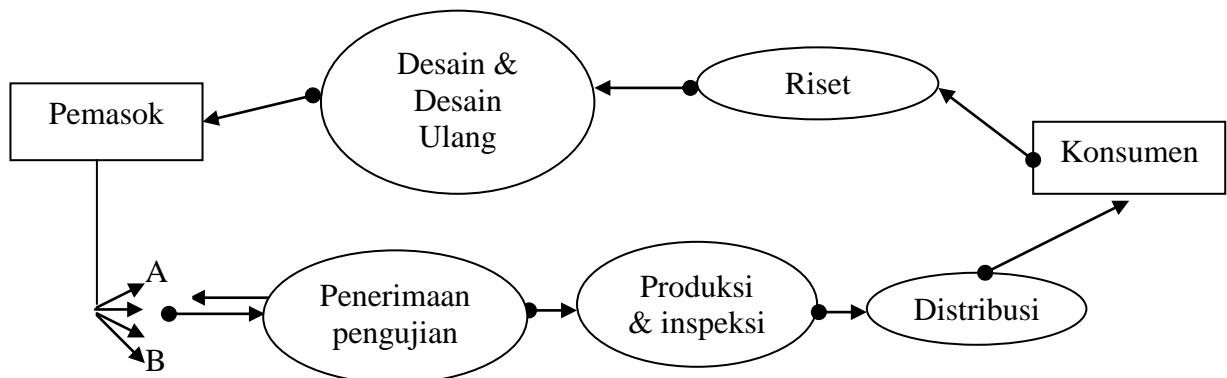 Desain &
Desain
Ulang
Riset
Pemasok
Konsumen
A
B
Penerimaan
pengujian
Produksi
& inspeksi
Distribusi